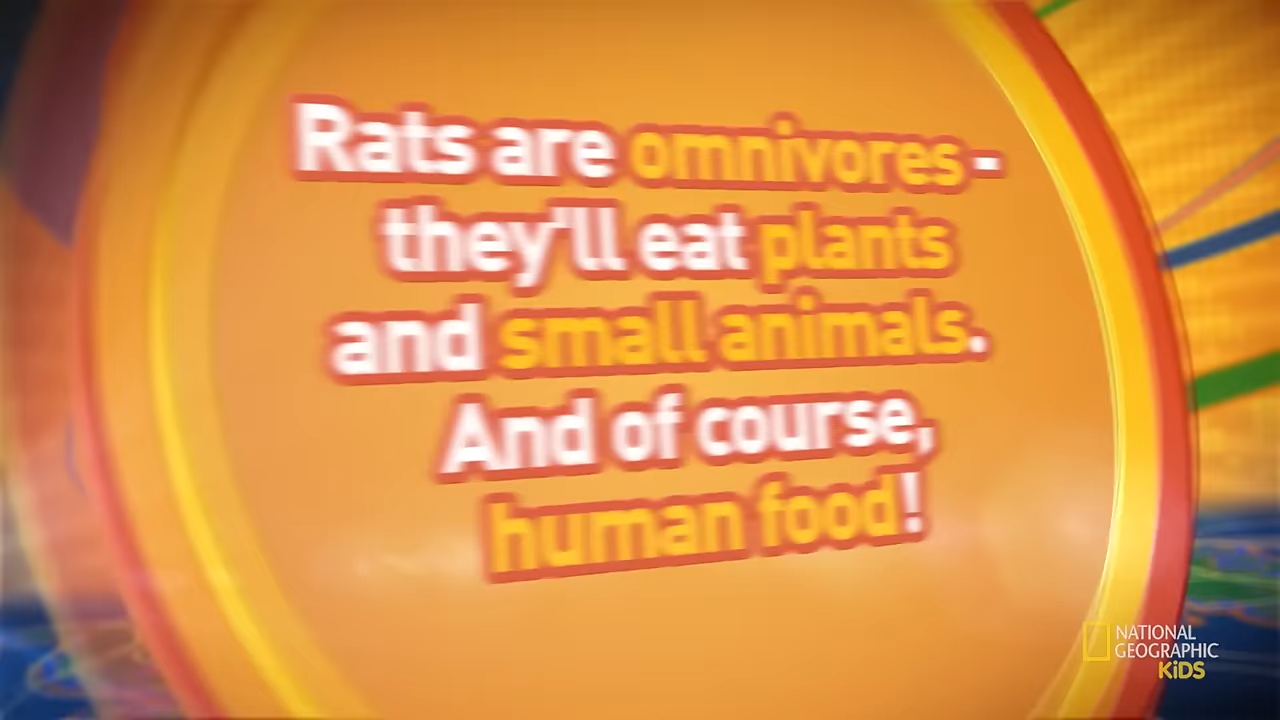 Rats are omnivores -
they'll eat plants
and small animals.
And of course,
human food!
NATIONAL
GEOGRAPHIC
KiDS